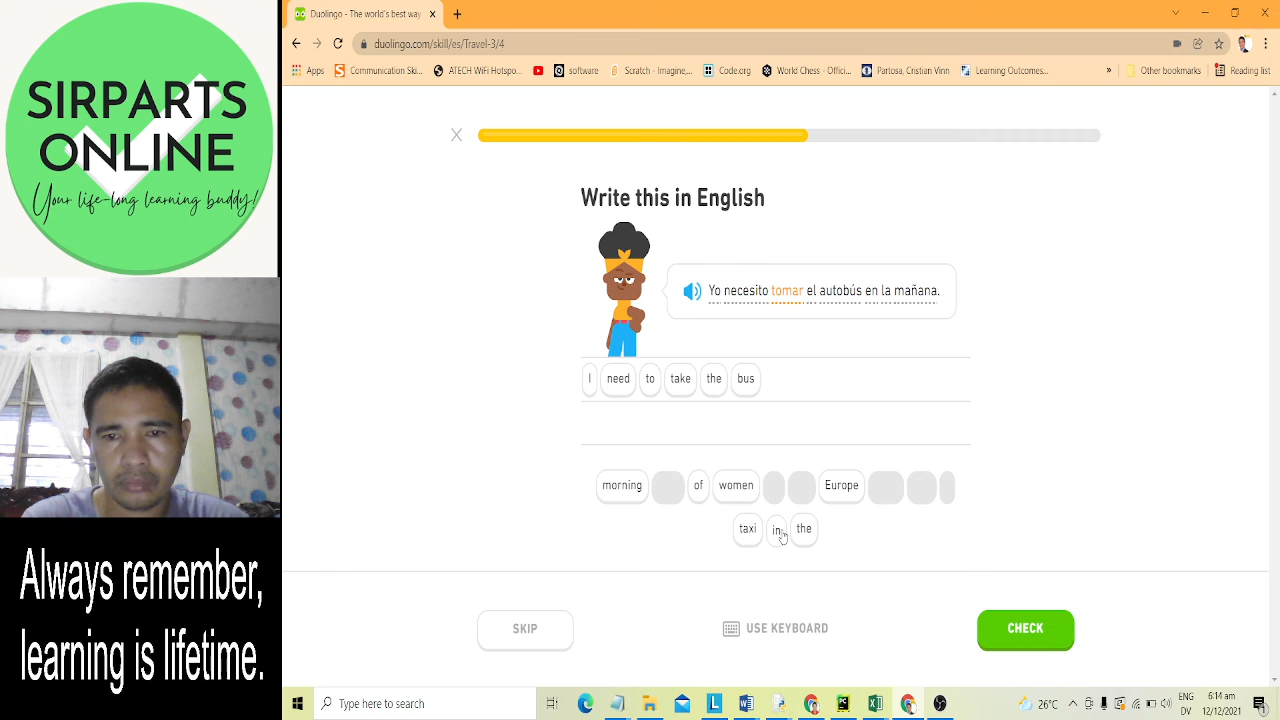 SIRPARTS
ONLINE
Your life-long learning buddy!
Always remember,
learning is lifetime.
Duolingo - The world's best way
duolingo.com/skill/es/Travel-3/4
Apps
Communication Ski...
ATECH WiFi Hotspo...
software
Scratch - Imagine,...
Code.org
World Chess - Offici...
Partosa, Cristian Vinn
Learning Outcomes...
»
Other bookmarks
Reading list
X
Write this in English
Yo necesito tomar el autobús en la mañana.
I need to take the bus
morning of women Europe
taxi in the
SKIP
USE KEYBOARD
CHECK
Type here to search
26°C
DV
6:14 am
12/12/2021